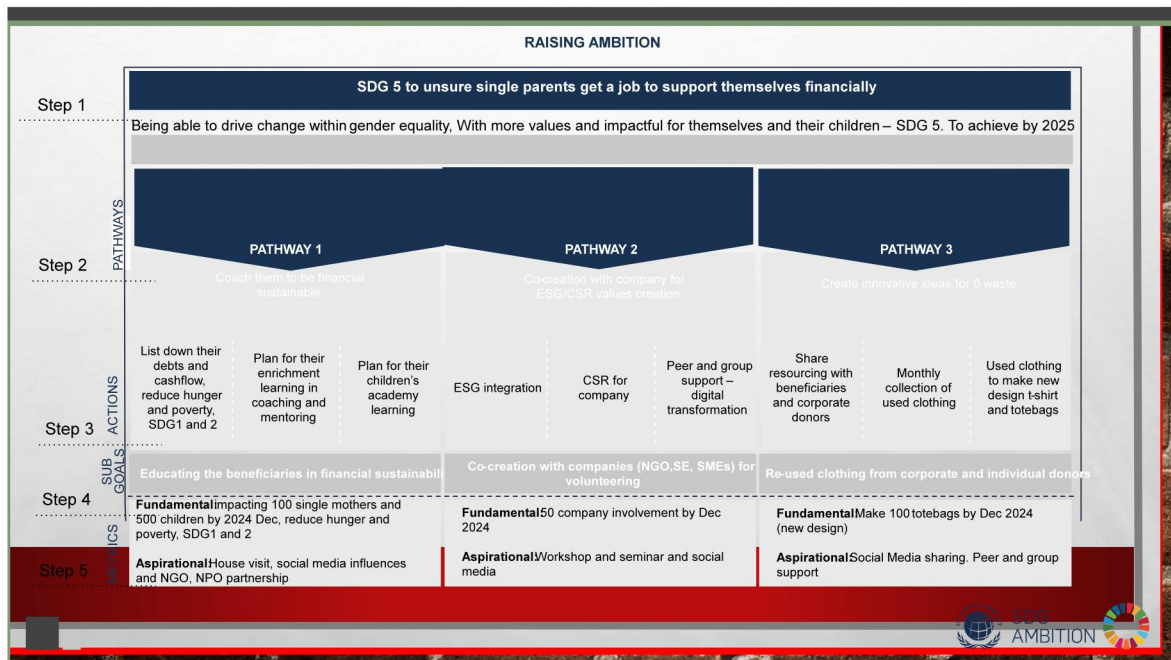 RAISING AMBITION
Step 1
SDG 5 to unsure single parents get a job to support themselves financially
Being able to drive change within gender equality, With more values and impactful for themselves and their children – SDG 5. To achieve by 2025
Step 2
PATHWAYS
PATHWAY 1
Coach them to be financial
sustainable
PATHWAY 2
Co-creation with company for
ESG/CSR values creation
PATHWAY 3
Create innovative ideas for 0 waste
Step 3
ACTIONS
List down their
debts and
cashflow,
reduce hunger
and poverty,
SDG1 and 2
Plan for their
enrichment
learning in
coaching and
mentoring
Plan for their
children's
academy
learning
ESG integration
CSR for
company
Peer and group
support –
digital
transformation
Share
resourcing with
beneficiaries
and corporate
donors
Monthly
collection of
used clothing
Used clothing
to make new
design t-shirt
and totebags
Step 4
SUB
GOALS
Educating the beneficiaries in financial sustainabili
Co-creation with companies (NGO,SE, SMEs) for
volunteering
Re-used clothing from corporate and individual donors
Step 5
METRICS
Fundamental:impacting 100 single mothers and
500 children by 2024 Dec, reduce hunger and
poverty, SDG1 and 2
Aspirational:House visit, social media influences
and NGO, NPO partnership
Fundamental:50 company involvement by Dec
2024
Aspirational:Workshop and seminar and social
media
Fundamental:Make 100 totebags by Dec 2024
(new design)
Aspirational:Social Media sharing. Peer and group
support
SDG
AMBITION